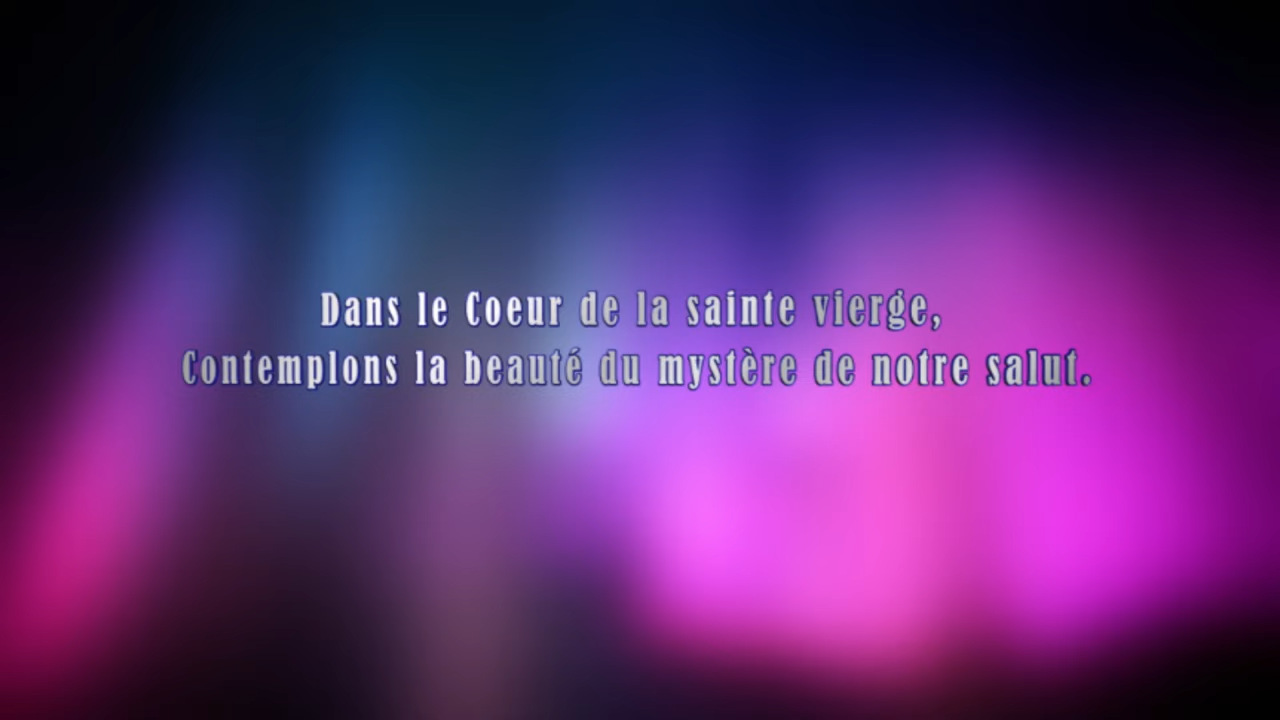 Dans le Coeur de la sainte vierge,
Contemplons la beauté du mystère de notre salut.